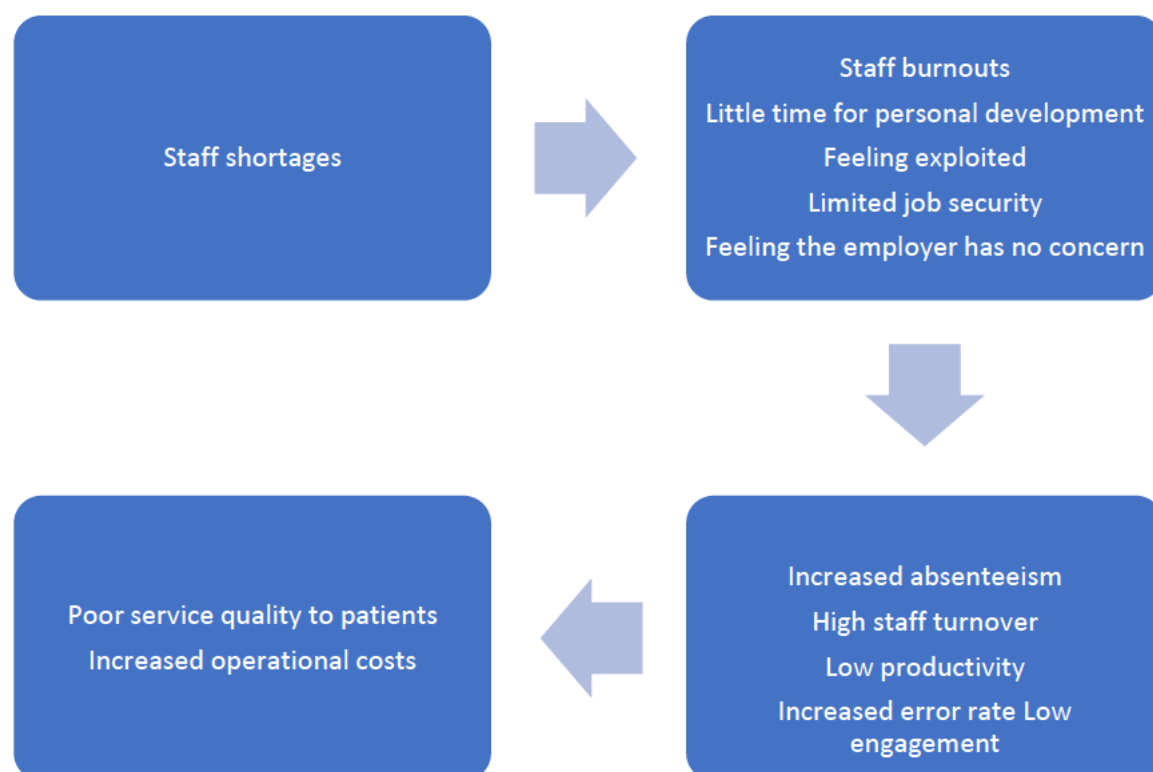 Staff shortages
Staff burnouts
Little time for personal development
Feeling exploited
Limited job security
Feeling the employer has no concern
Increased absenteeism
High staff turnover
Low productivity
Increased error rate Low
engagement
Poor service quality to patients
Increased operational costs